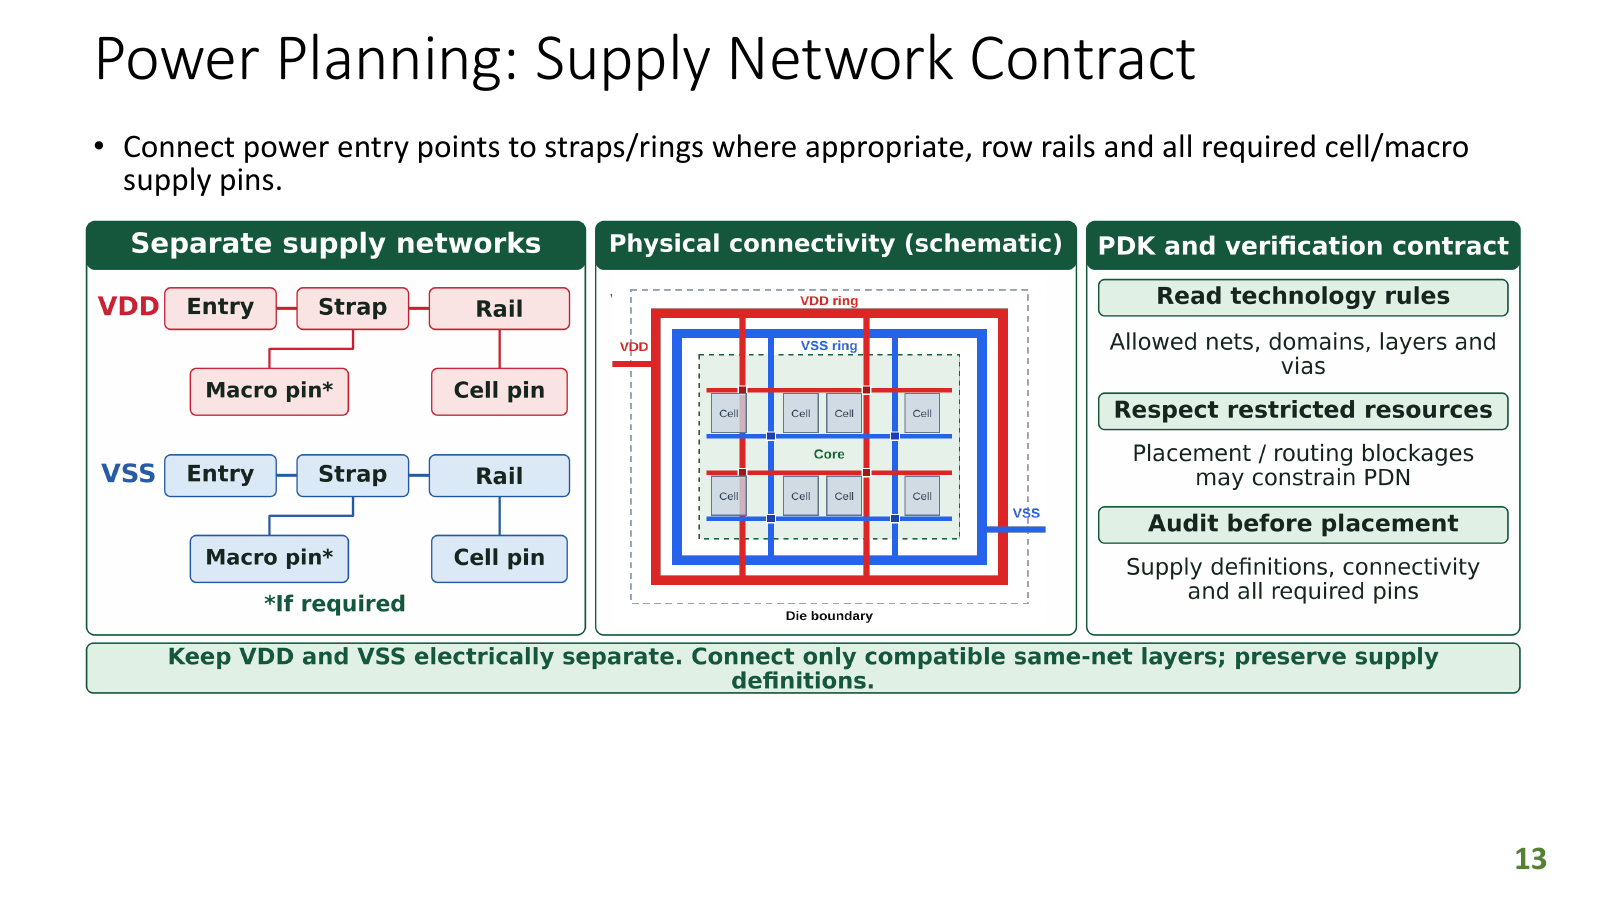 Power Planning: Supply Network Contract
• Connect power entry points to straps/rings where appropriate, row rails and all required cell/macro
supply pins.
Separate supply networks
VDD
Entry
Strap
Rail
Macro pin*
Cell pin
VSS
Entry
Strap
Rail
Macro pin*
Cell pin
*If required
Physical connectivity (schematic)
VDD ring
VDD
VSS ring
Cell
Cell
Cell
Cell
Core
Cell
Cell
Cell
Cell
VSS
Die boundary
PDK and verification contract
Read technology rules
Allowed nets, domains, layers and
vias
Respect restricted resources
Placement / routing blockages
may constrain PDN
Audit before placement
Supply definitions, connectivity
and all required pins
Keep VDD and VSS electrically separate. Connect only compatible same-net layers; preserve supply
definitions.
13